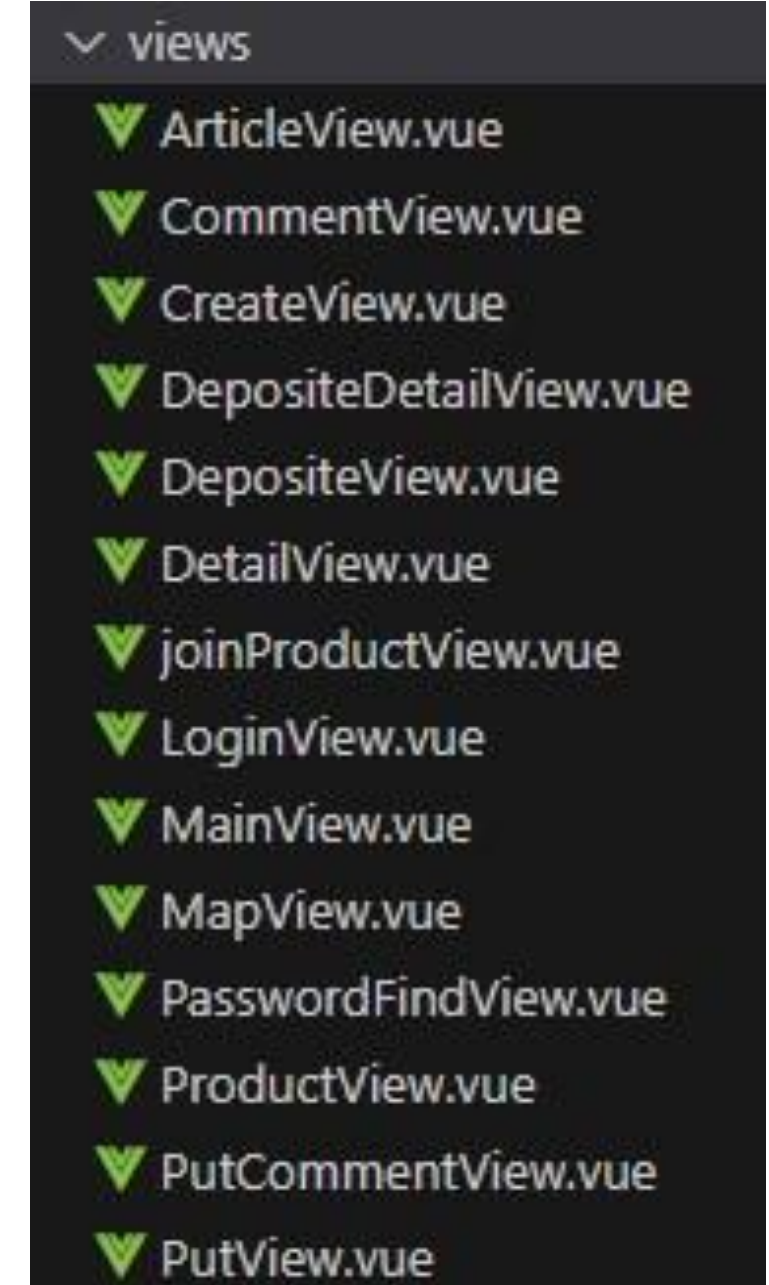 views
ArticleView.vue
CommentView.vue
CreateView.vue
DepositeDetailView.vue
DepositeView.vue
DetailView.vue
joinProductView.vue
LoginView.vue
MainView.vue
MapView.vue
PasswordFindView.vue
ProductView.vue
PutCommentView.vue
PutView.vue